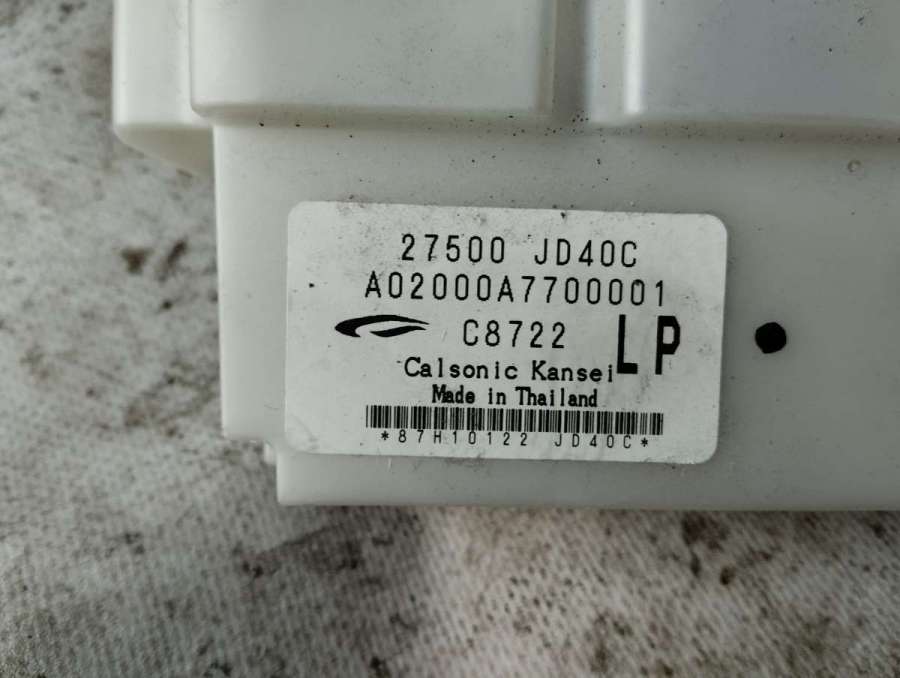 27500 JD40C
A02000A7700001
C8722 LP
Calsonic Kansei
Made in Thailand
*87H10122 JD40C*